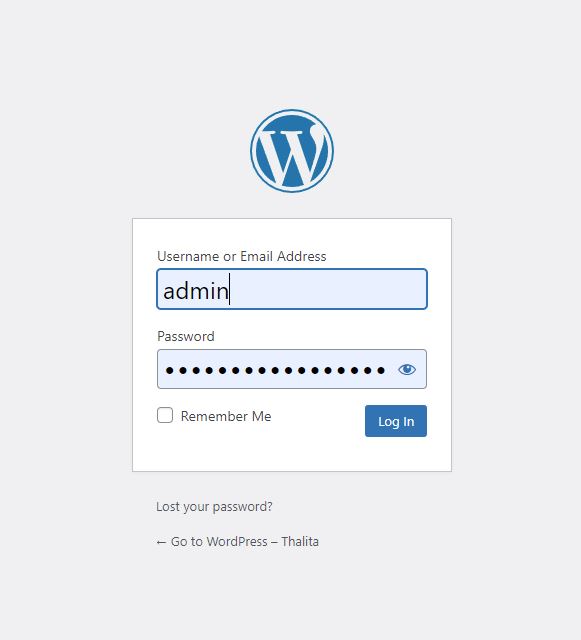 Username or Email Address
admin
Password
•••••••••••••••••
Remember Me
Log In
Lost your password?
← Go to WordPress – Thalita